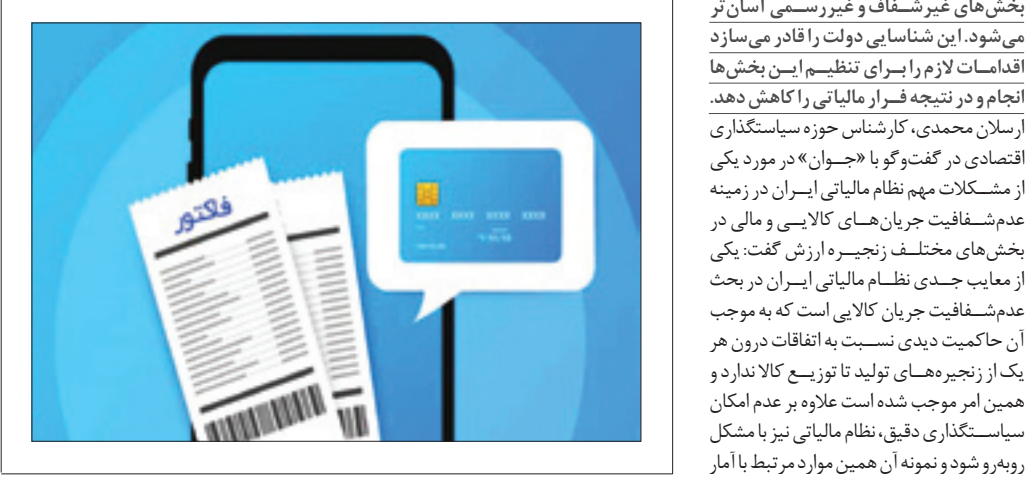 بخش‌های غیرشفاف و غیررسمی آسان‌تر
می‌شود. این شناسایی دولت را قادر می‌سازد
اقدامات لازم را برای تنظیم این بخش‌ها
انجام و در نتیجه فرار مالیاتی را کاهش دهد.
ارسلان محمدی، کارشناس حوزه سیاستگذاری
اقتصادی در گفت‌وگو با «جوان» در مورد یکی
از مشکلات مهم نظام مالیاتی ایران در زمینه
عدم‌شفافیت جریان‌های کالایی و مالی در
بخش‌های مختلف زنجیره ارزش گفت: یکی
از معایب جدی نظام مالیاتی ایران در بحث
عدم‌شفافیت جریان کالایی است که به موجب
آن حاکمیت دیدی نسبت به اتفاقات درون هر
یک از زنجیره‌های تولید تا توزیع کالا ندارد و
همین امر موجب شده است علاوه بر عدم امکان
سیاستگذاری دقیق، نظام مالیاتی نیز با مشکل
روبه‌رو شود و نمونه آن همین موارد مرتبط با آمار
فاکتور
XXXX XXXX XXXX XXXX